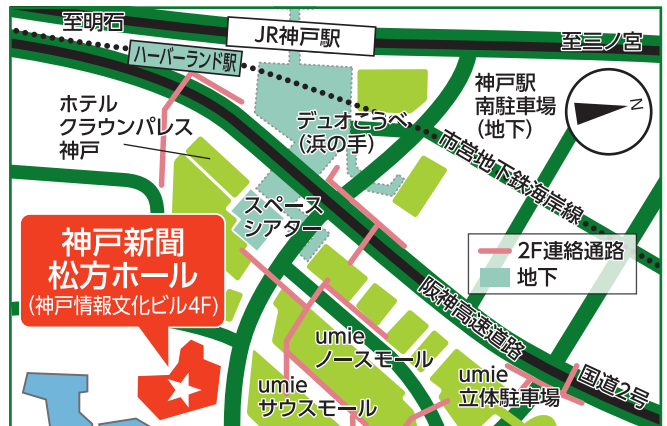 至明石
JR神戸駅
至三ノ宮
ハーバーランド駅
神戸駅
南駐車場
(地下)
N
ホテル
クラウンパレス
神戸
デュオこうべ
(浜の手)
市営地下鉄海岸線
スペース
シアター
神戸新聞
松方ホール
(神戸情報文化ビル4F)
2F連絡通路
地下
阪神高速道路
umie
ノースモール
umie
サウスモール
umie
立体駐車場
国道2号